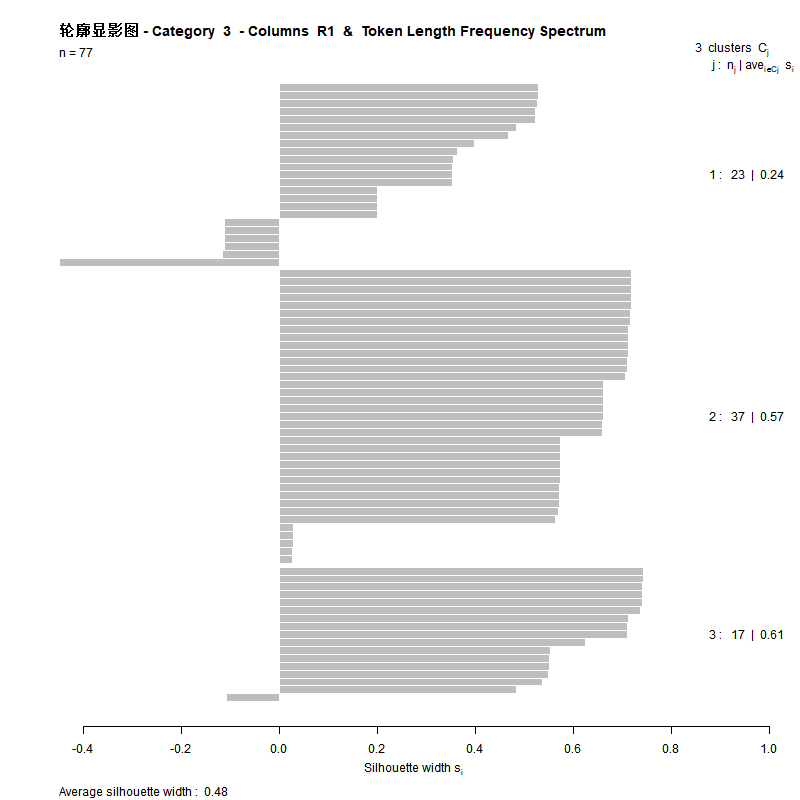 轮廓显影图 - Category 3 - Columns R1 & Token Length Frequency Spectrum
n = 77
3 clusters Cj
j : nj | avei∈Cj si
1 : 23 | 0.24
2 : 37 | 0.57
3 : 17 | 0.61
-0.4 -0.2 0.0 0.2 0.4 0.6 0.8 1.0
Silhouette width si
Average silhouette width : 0.48